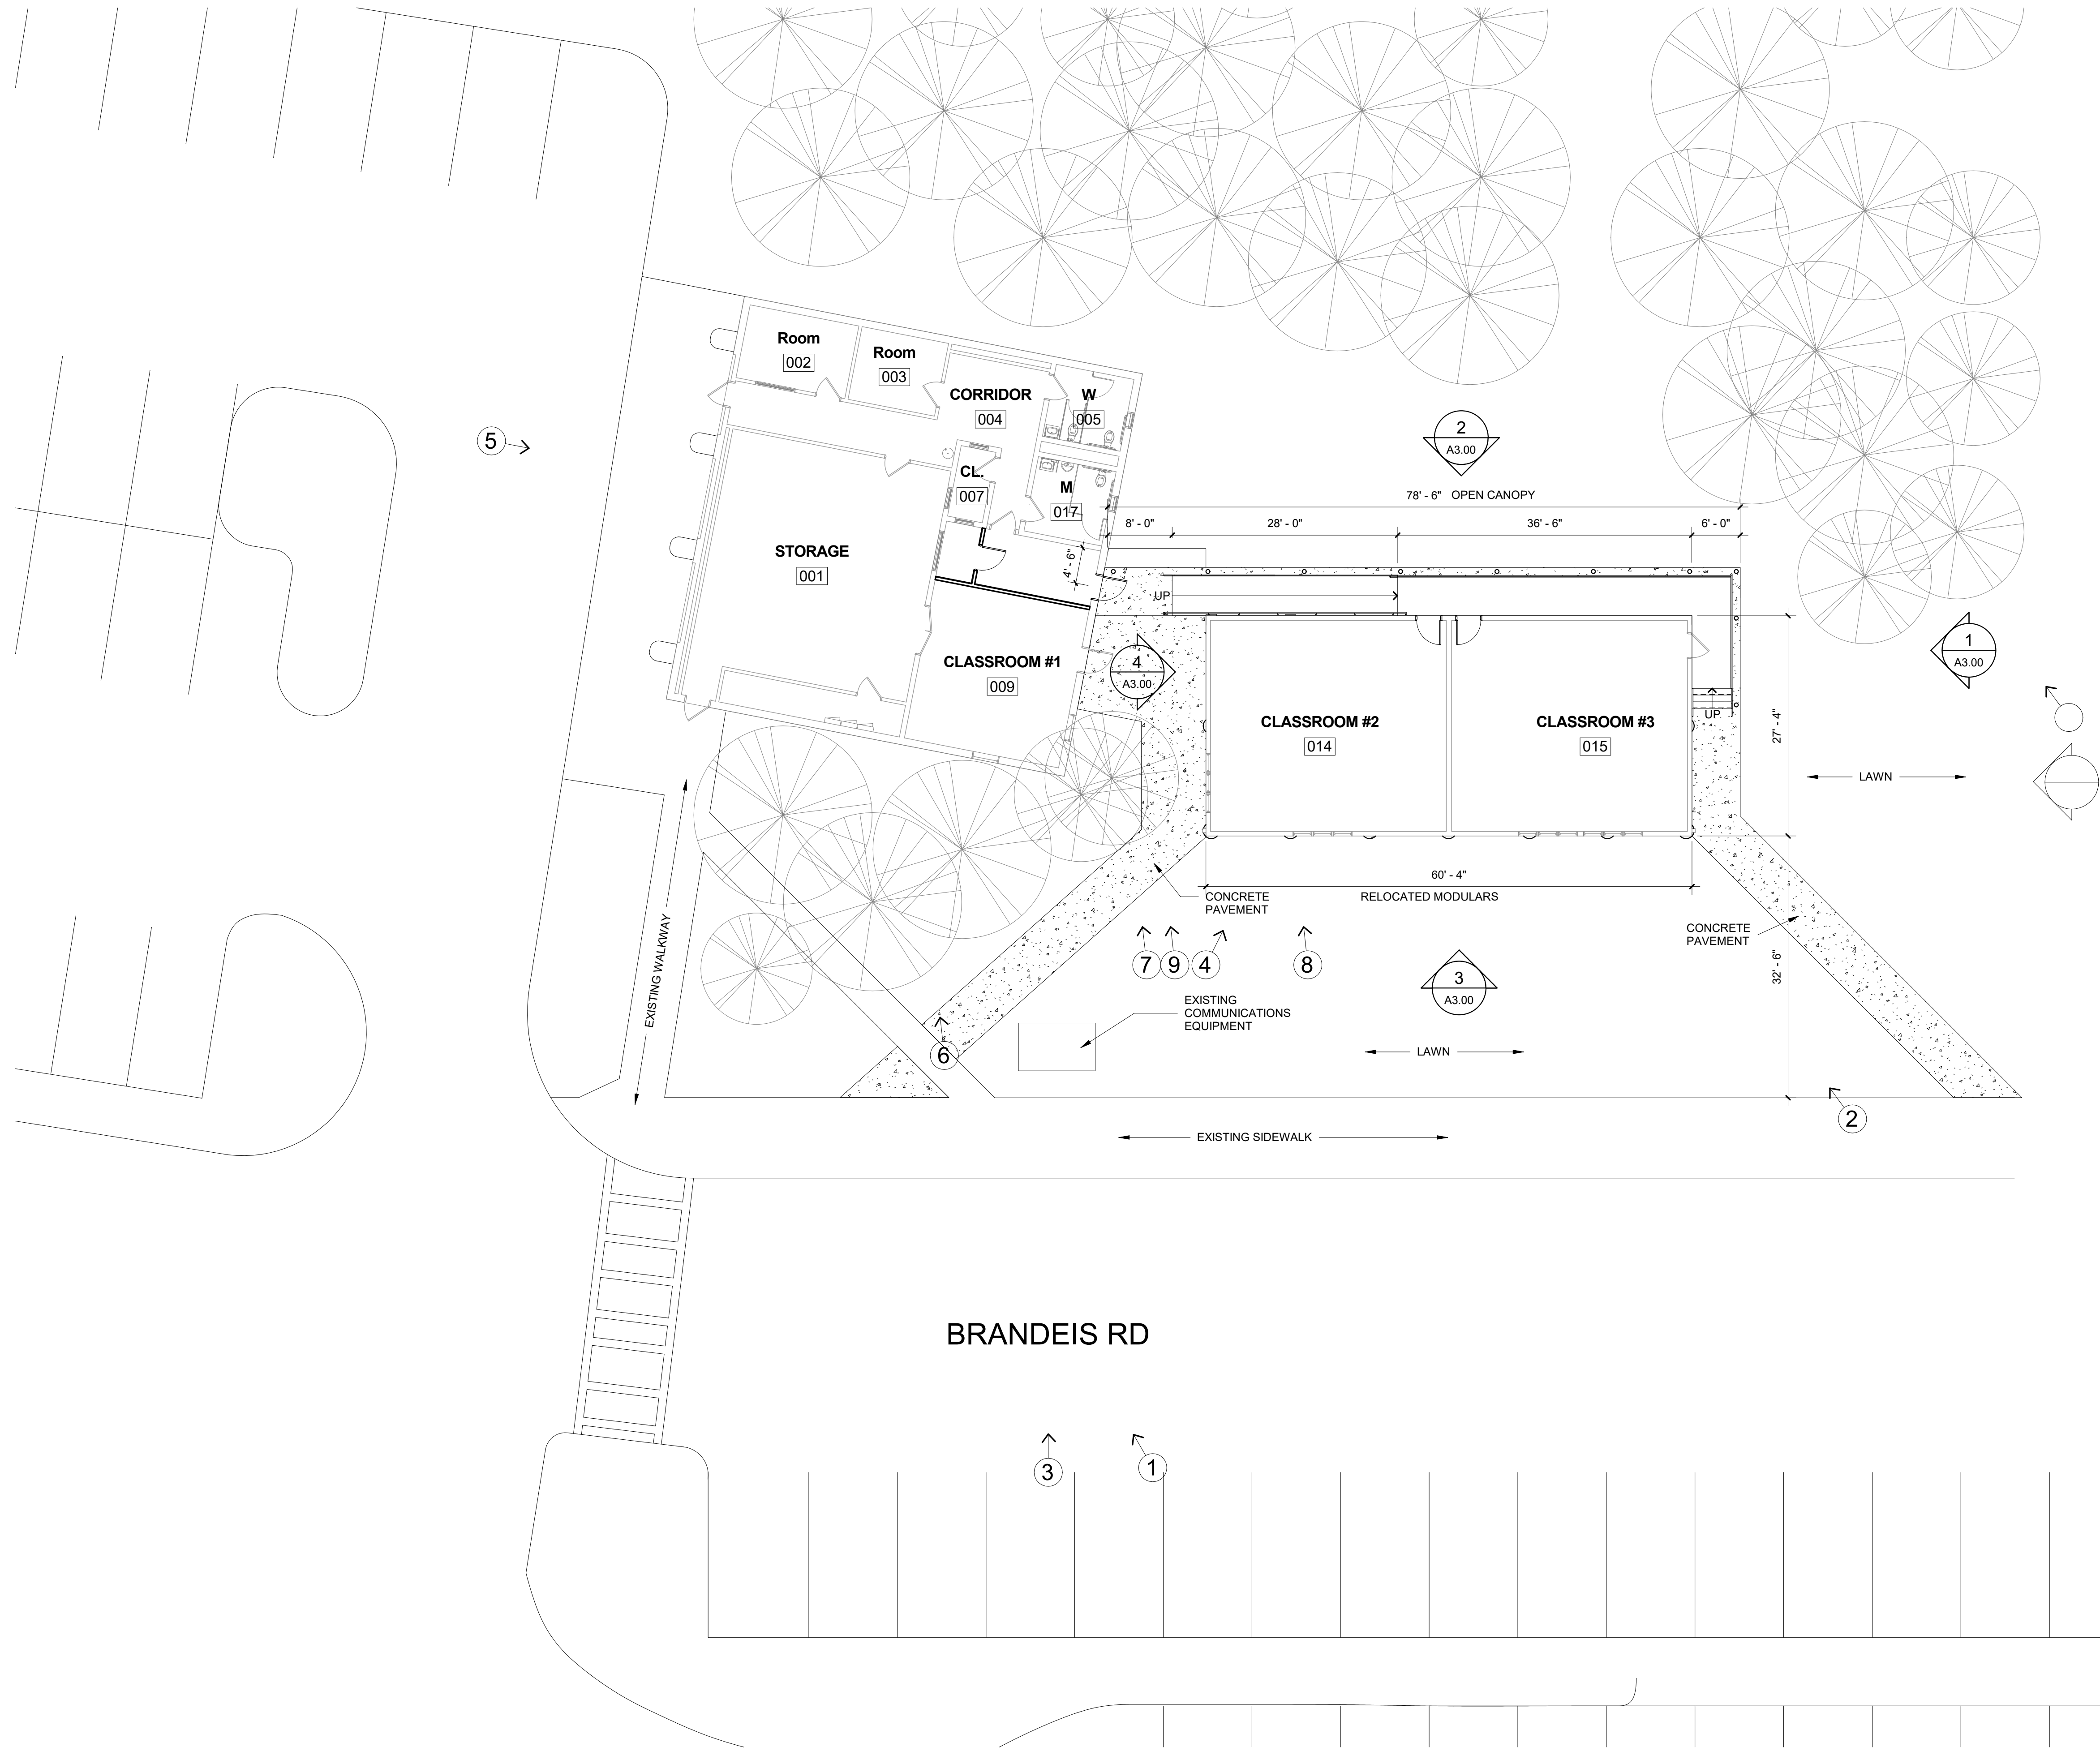 Room
002
Room
003
CORRIDOR
004
W
005
2
A3.00
5
CL.
007
M
017
78' - 6" OPEN CANOPY
8' - 0"
28' - 0"
36' - 6"
6' - 0"
STORAGE
001
4' - 6"
UP
CLASSROOM #1
009
4
A3.00
1
A3.00
CLASSROOM #2
014
CLASSROOM #3
015
UP
27' - 4"
LAWN
60' - 4"
RELOCATED MODULARS
CONCRETE
PAVEMENT
CONCRETE
PAVEMENT
EXISTING WALKWAY
7
9
4
8
3
A3.00
32' - 6"
EXISTING
COMMUNICATIONS
EQUIPMENT
6
LAWN
2
EXISTING SIDEWALK
BRANDEIS RD
3
1